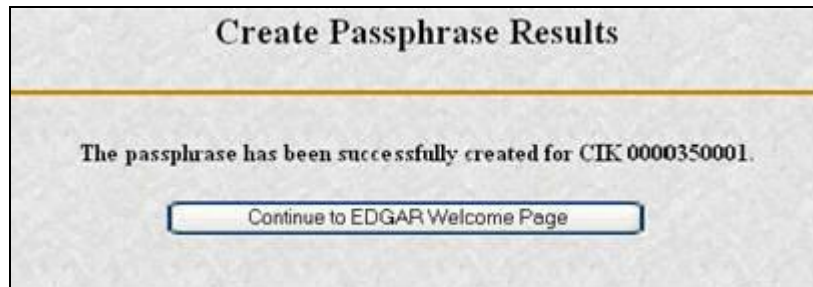 Create Passphrase Results
The passphrase has been successfully created for CIK 0000350001.
Continue to EDGAR Welcome Page